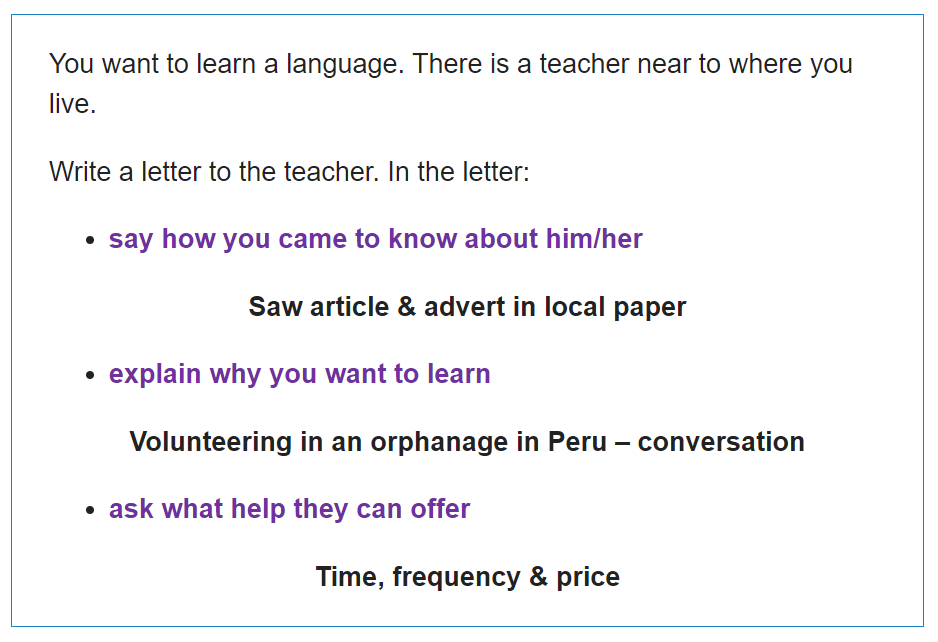 You want to learn a language. There is a teacher near to where you
live.
Write a letter to the teacher. In the letter:
• say how you came to know about him/her
Saw article & advert in local paper
• explain why you want to learn
Volunteering in an orphanage in Peru – conversation
• ask what help they can offer
Time, frequency & price